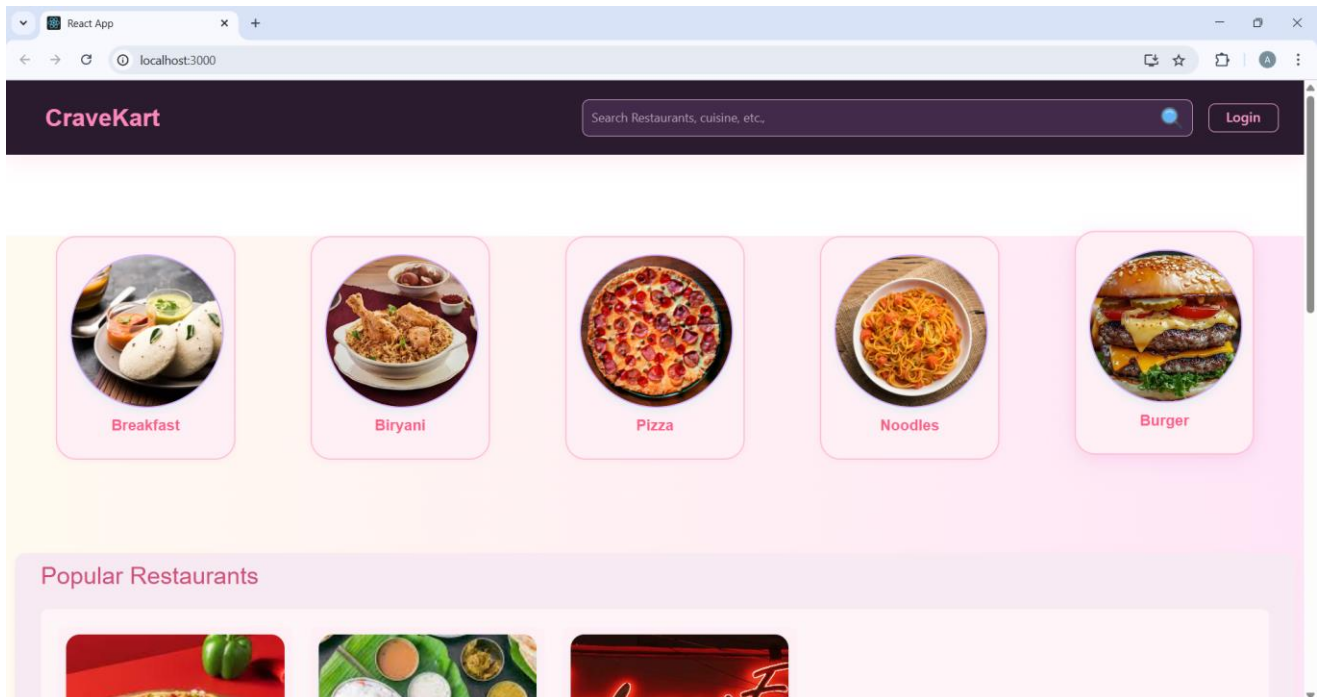 React App
localhost:3000
A
CraveKart
Search Restaurants, cuisine, etc.,
Login
Breakfast
Biryani
Pizza
Noodles
Burger
Popular Restaurants